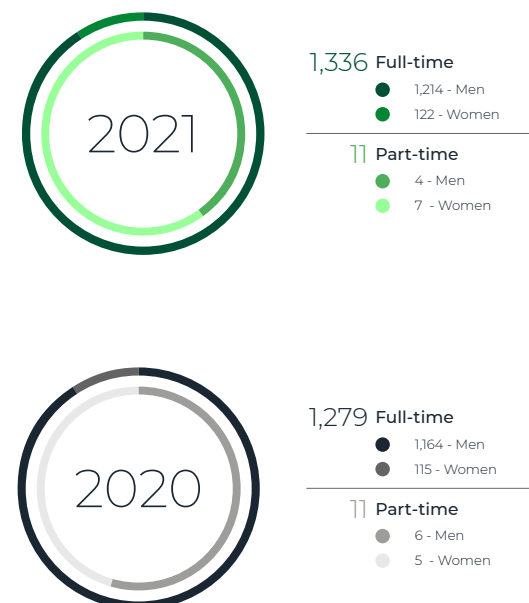 2021
1,336 Full-time
1,214 - Men
122 - Women
11 Part-time
4 - Men
7 - Women
2020
1,279 Full-time
1,164 - Men
115 - Women
11 Part-time
6 - Men
5 - Women